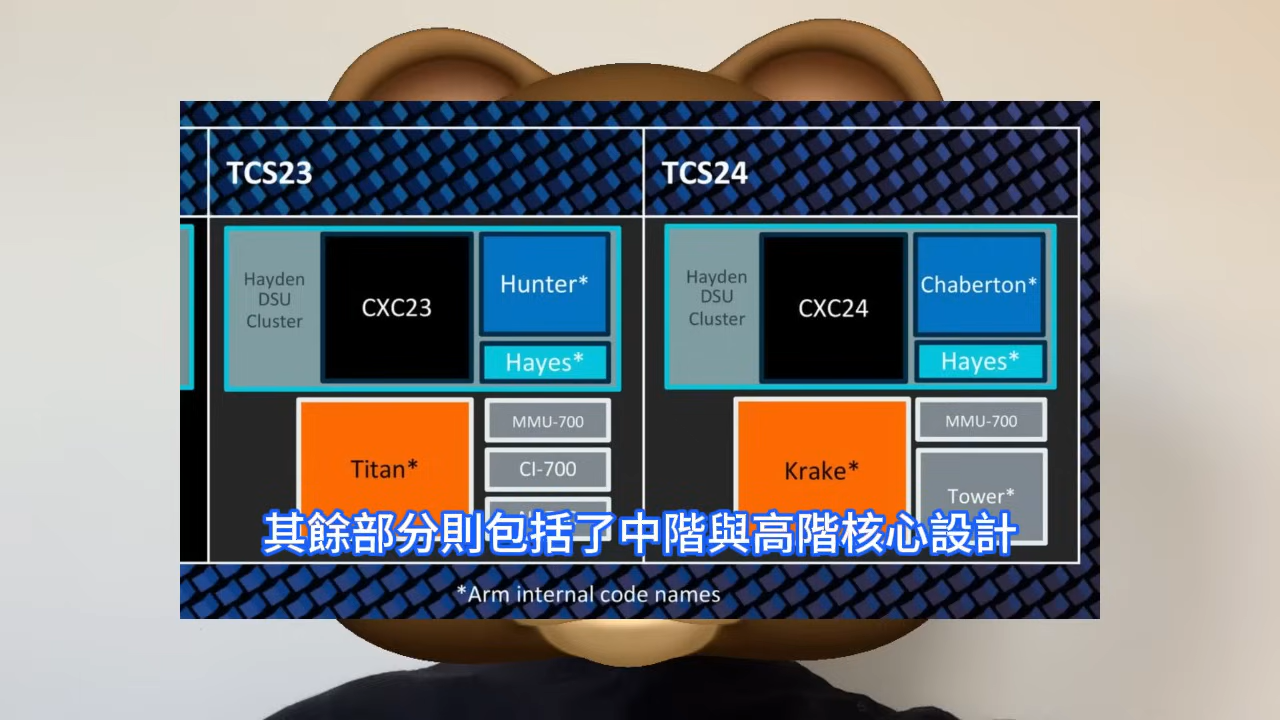 TCS23
TCS24
Hayden
DSU
Cluster
CXC23
Hunter*
Hayes*
Titan*
MMU-700
CI-700
Hayden
DSU
Cluster
CXC24
Chaberton*
Hayes*
Krake*
MMU-700
Tower*
其餘部分則包括了中階與高階核心設計
*Arm internal code names